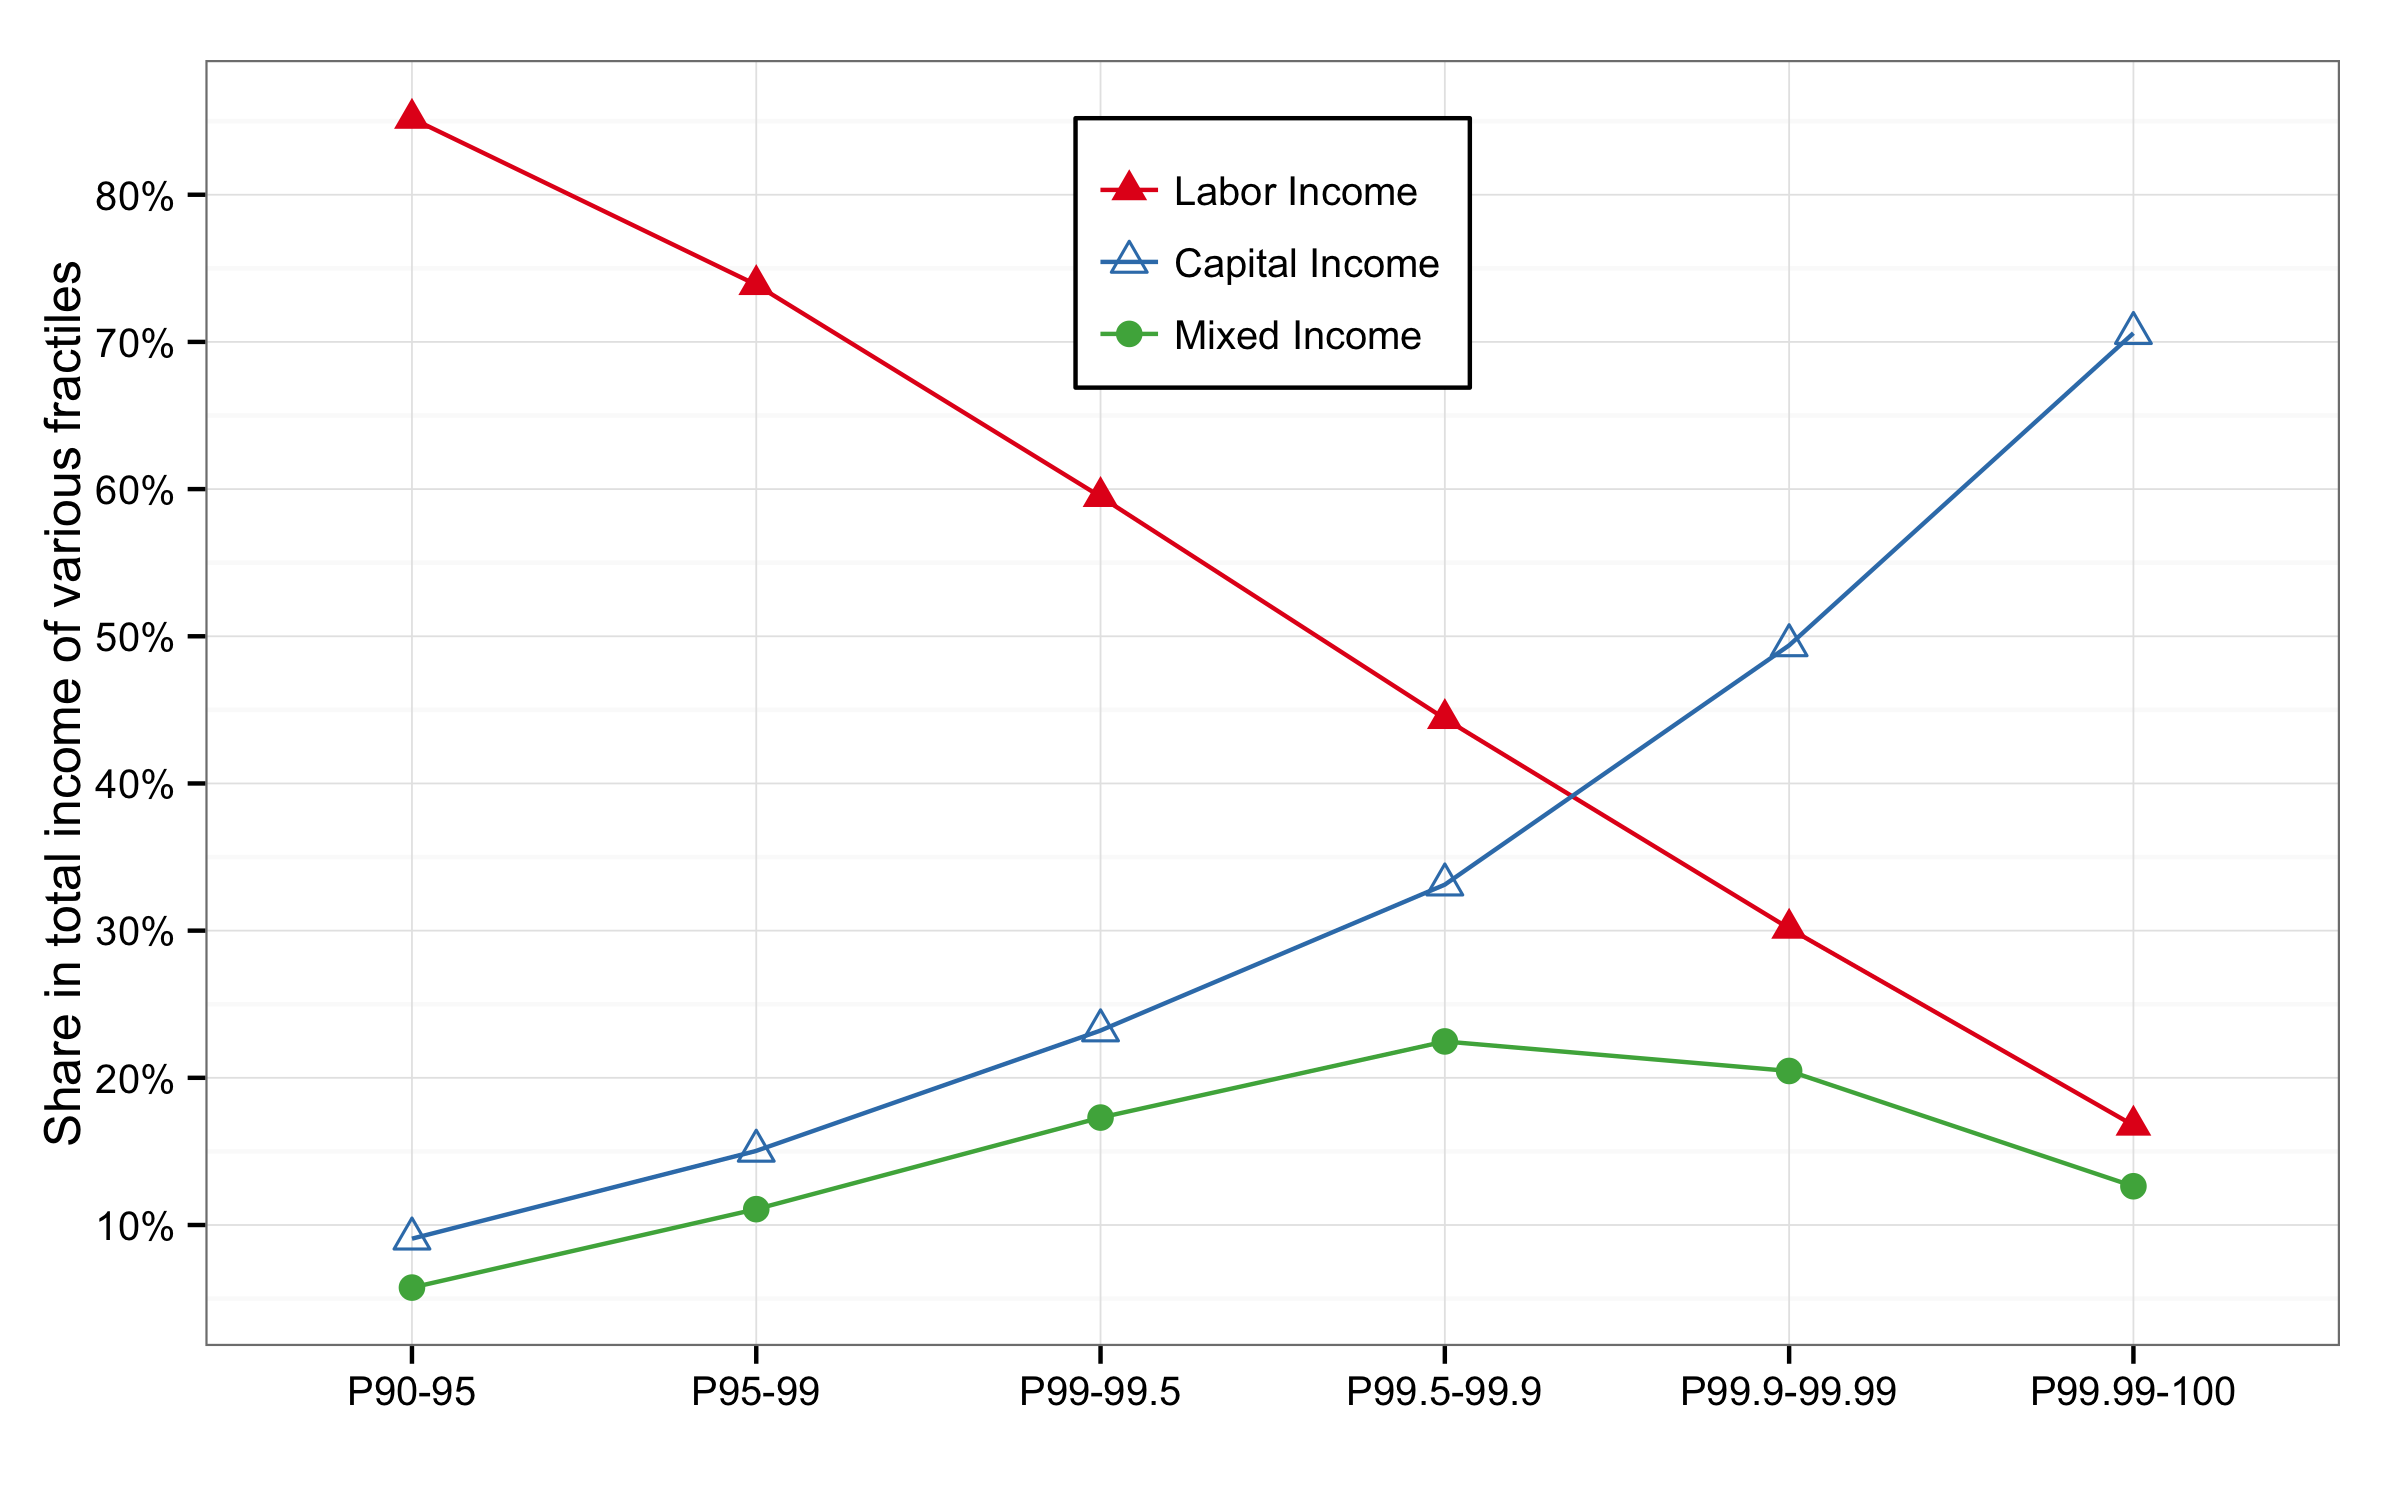 Share in total income of various fractiles
80%
70%
60%
50%
40%
30%
20%
10%
Labor Income
Capital Income
Mixed Income
P90-95
P95-99
P99-99.5
P99.5-99.9
P99.9-99.99
P99.99-100